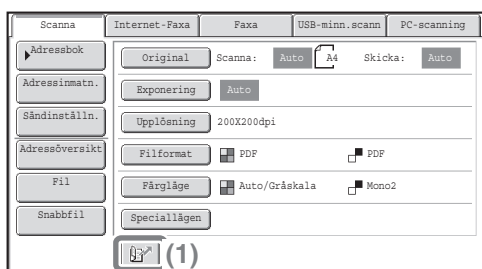 Scanna Internet-Faxa Faxa USB-minn.scann PC-scanning
Adressbok
Adressinmatn.
Sändinställn.
Adressöversikt
Fil
Snabbfil
Original Scanna: Auto A4 Skicka: Auto
Exponering Auto
Upplösning 200X200dpi
Filformat PDF PDF
Färgläge Auto/Gråskala Mono2
Speciallägen
(1)